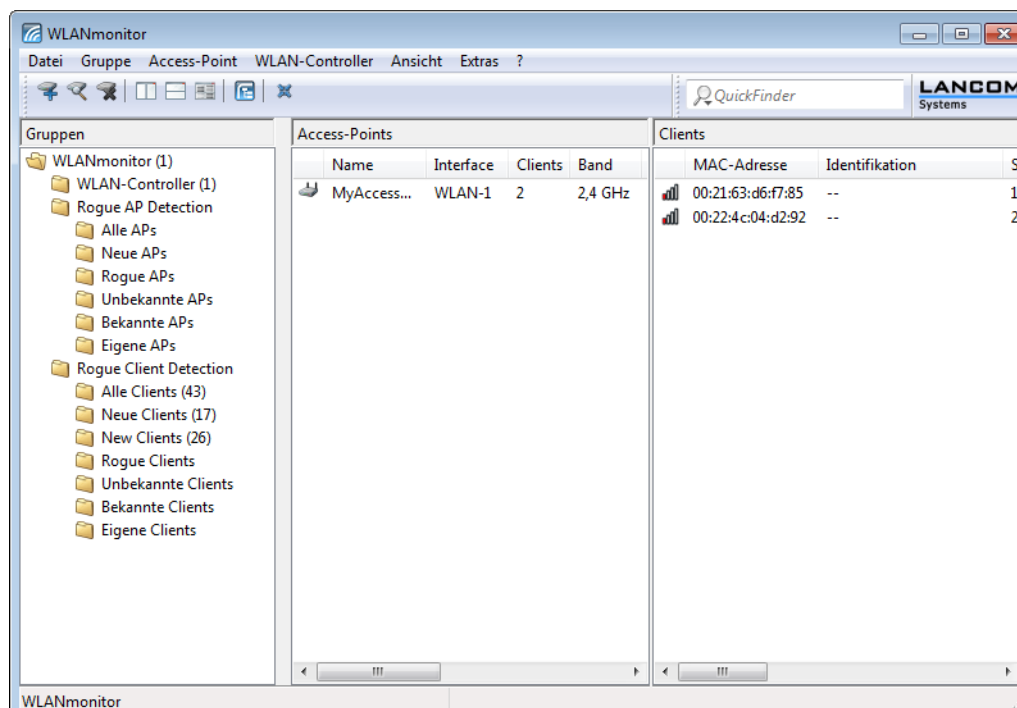 WLANmonitor
Datei Gruppe Access-Point WLAN-Controller Ansicht Extras ?
QuickFinder
LANCOM
Systems
Gruppen
WLANmonitor (1)
WLAN-Controller (1)
Rogue AP Detection
Alle APs
Neue APs
Rogue APs
Unbekannte APs
Bekannte APs
Eigene APs
Rogue Client Detection
Alle Clients (43)
Neue Clients (17)
New Clients (26)
Rogue Clients
Unbekannte Clients
Bekannte Clients
Eigene Clients
Access-Points
Name Interface Clients Band
MyAccess... WLAN-1 2 2,4 GHz
Clients
MAC-Adresse Identifikation S
00:21:63:d6:f7:85 -- 1
00:22:4c:04:d2:92 -- 2
WLANmonitor